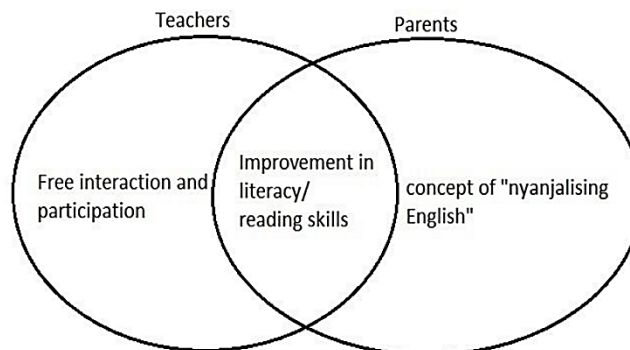 Teachers
Parents
Free interaction and
participation
Improvement in
literacy/
reading skills
concept of "nyanjalising
English"